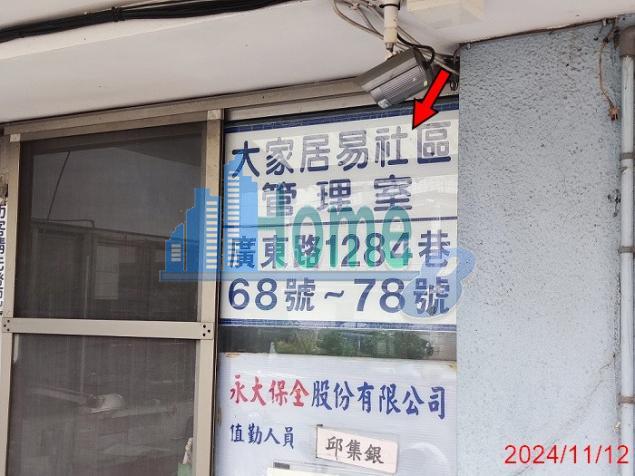 大家居易社區
管理室
廣東路1284巷
68號~78號
Home B
永大保全股份有限公司
值勤人員
邱集銀
2024/11/12